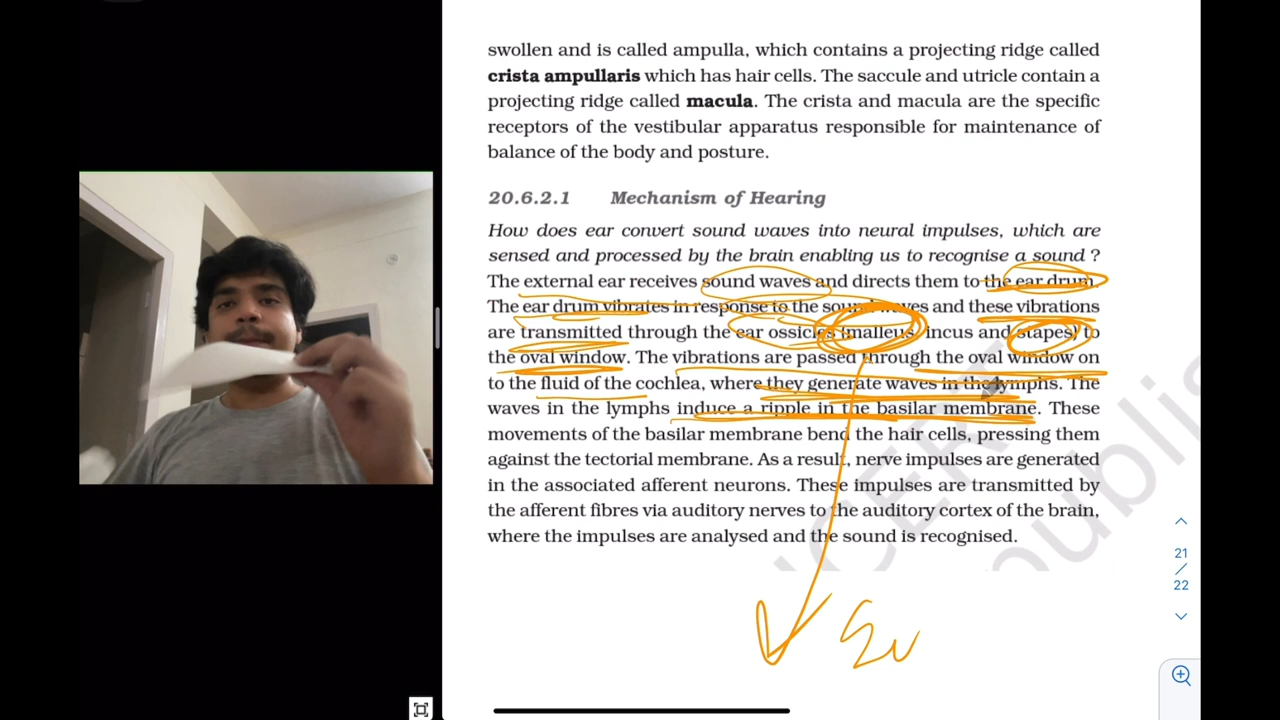 swollen and is called ampulla, which contains a projecting ridge called
crista ampullaris which has hair cells. The saccule and utricle contain a
projecting ridge called macula. The crista and macula are the specific
receptors of the vestibular apparatus responsible for maintenance of
balance of the body and posture.
20.6.2.1 Mechanism of Hearing
How does ear convert sound waves into neural impulses, which are
sensed and processed by the brain enabling us to recognise a sound ?
The external ear receives sound waves and directs them to the ear drum.
The ear drum vibrates in response to the sound waves and these vibrations
are transmitted through the ear ossicles (malleus, incus and stapes) to
the oval window. The vibrations are passed through the oval window on
to the fluid of the cochlea, where they generate waves in the lymphs. The
waves in the lymphs induce a ripple in the basilar membrane. These
movements of the basilar membrane bend the hair cells, pressing them
against the tectorial membrane. As a result, nerve impulses are generated
in the associated afferent neurons. These impulses are transmitted by
the afferent fibres via auditory nerves to the auditory cortex of the brain,
where the impulses are analysed and the sound is recognised.
21
/
22